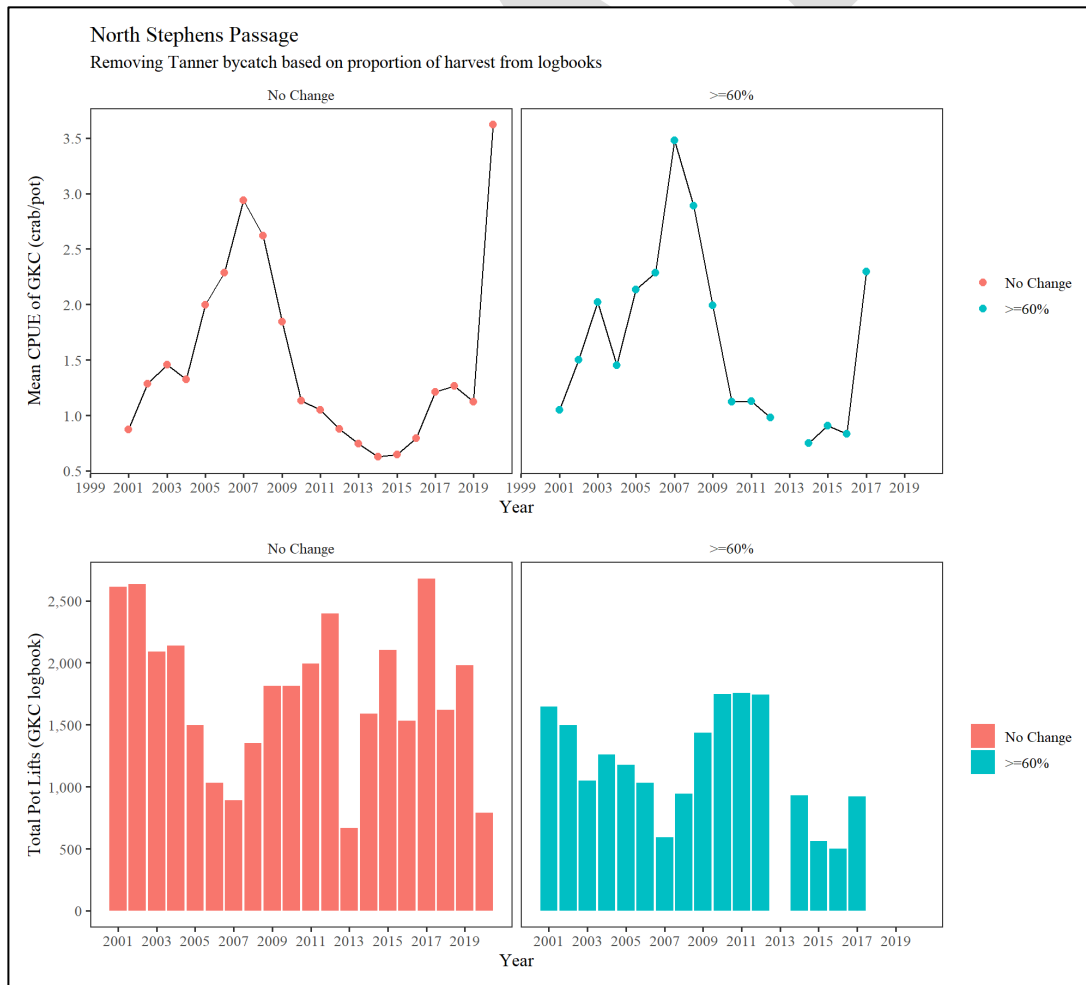 North Stephens Passage
Removing Tanner bycatch based on proportion of harvest from logbooks
No Change
>=60%
Mean CPUE of GKC (crab/pot)
3.5
3.0
2.5
2.0
1.5
1.0
0.5
1999 2001 2003 2005 2007 2009 2011 2013 2015 2017 2019
1999 2001 2003 2005 2007 2009 2011 2013 2015 2017 2019
Year
No Change
>=60%
No Change
>=60%
Total Pot Lifts (GKC logbook)
2,500
2,000
1,500
1,000
500
0
2001 2003 2005 2007 2009 2011 2013 2015 2017 2019
2001 2003 2005 2007 2009 2011 2013 2015 2017 2019
Year
No Change
>=60%